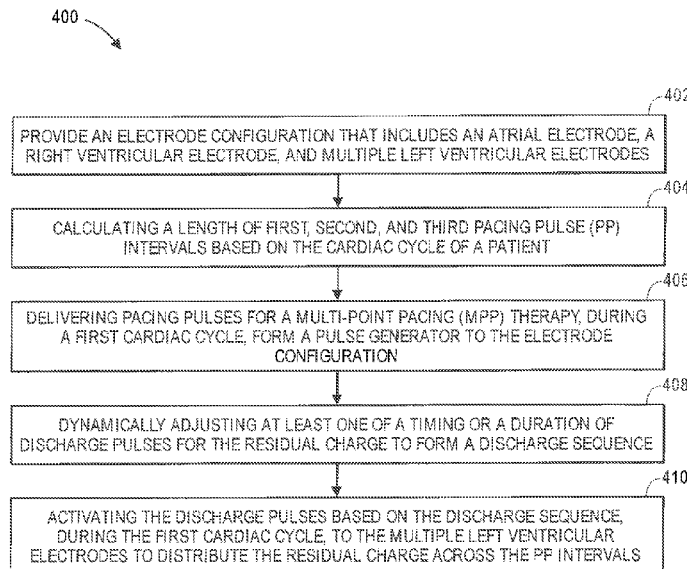 400
402
PROVIDE AN ELECTRODE CONFIGURATION THAT INCLUDES AN ATRIAL ELECTRODE, A
RIGHT VENTRICULAR ELECTRODE, AND MULTIPLE LEFT VENTRICULAR ELECTRODES
404
CALCULATING A LENGTH OF FIRST, SECOND, AND THIRD PACING PULSE (PP)
INTERVALS BASED ON THE CARDIAC CYCLE OF A PATIENT
406
DELIVERING PACING PULSES FOR A MULTI-POINT PACING (MPP) THERAPY, DURING
A FIRST CARDIAC CYCLE, FORM A PULSE GENERATOR TO THE ELECTRODE
CONFIGURATION
408
DYNAMICALLY ADJUSTING AT LEAST ONE OF A TIMING OR A DURATION OF
DISCHARGE PULSES FOR THE RESIDUAL CHARGE TO FORM A DISCHARGE SEQUENCE
410
ACTIVATING THE DISCHARGE PULSES BASED ON THE DISCHARGE SEQUENCE,
DURING THE FIRST CARDIAC CYCLE, TO THE MULTIPLE LEFT VENTRICULAR
ELECTRODES TO DISTRIBUTE THE RESIDUAL CHARGE ACROSS THE PP INTERVALS